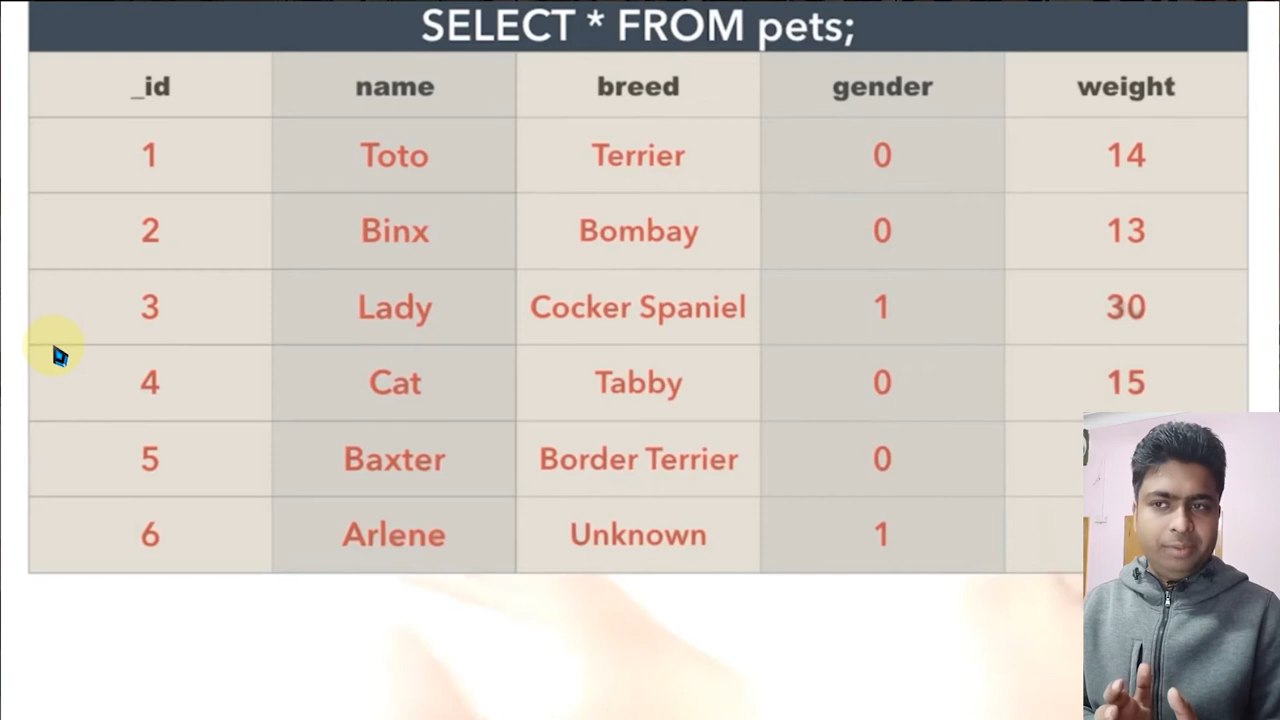 SELECT * FROM pets;
_id name breed gender weight
1 Toto Terrier 0 14
2 Binx Bombay 0 13
3 Lady Cocker Spaniel 1 30
4 Cat Tabby 0 15
5 Baxter Border Terrier 0
6 Arlene Unknown 1